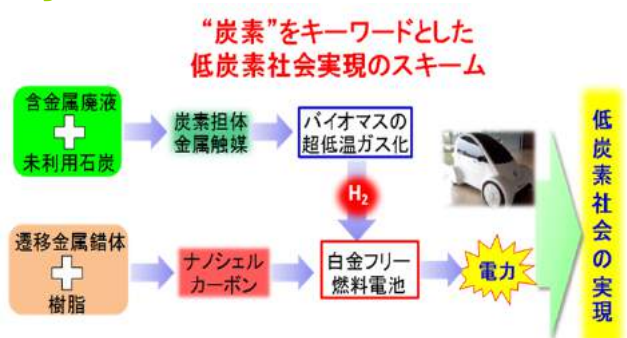 “炭素”をキーワードとした
低炭素社会実現のスキーム
含金属廃液
未利用石炭
炭素担体
金属触媒
バイオマスの
超低温ガス化
H₂
遷移金属錯体
樹脂
ナノシェル
カーボン
白金フリー
燃料電池
電力
低炭素社会の実現